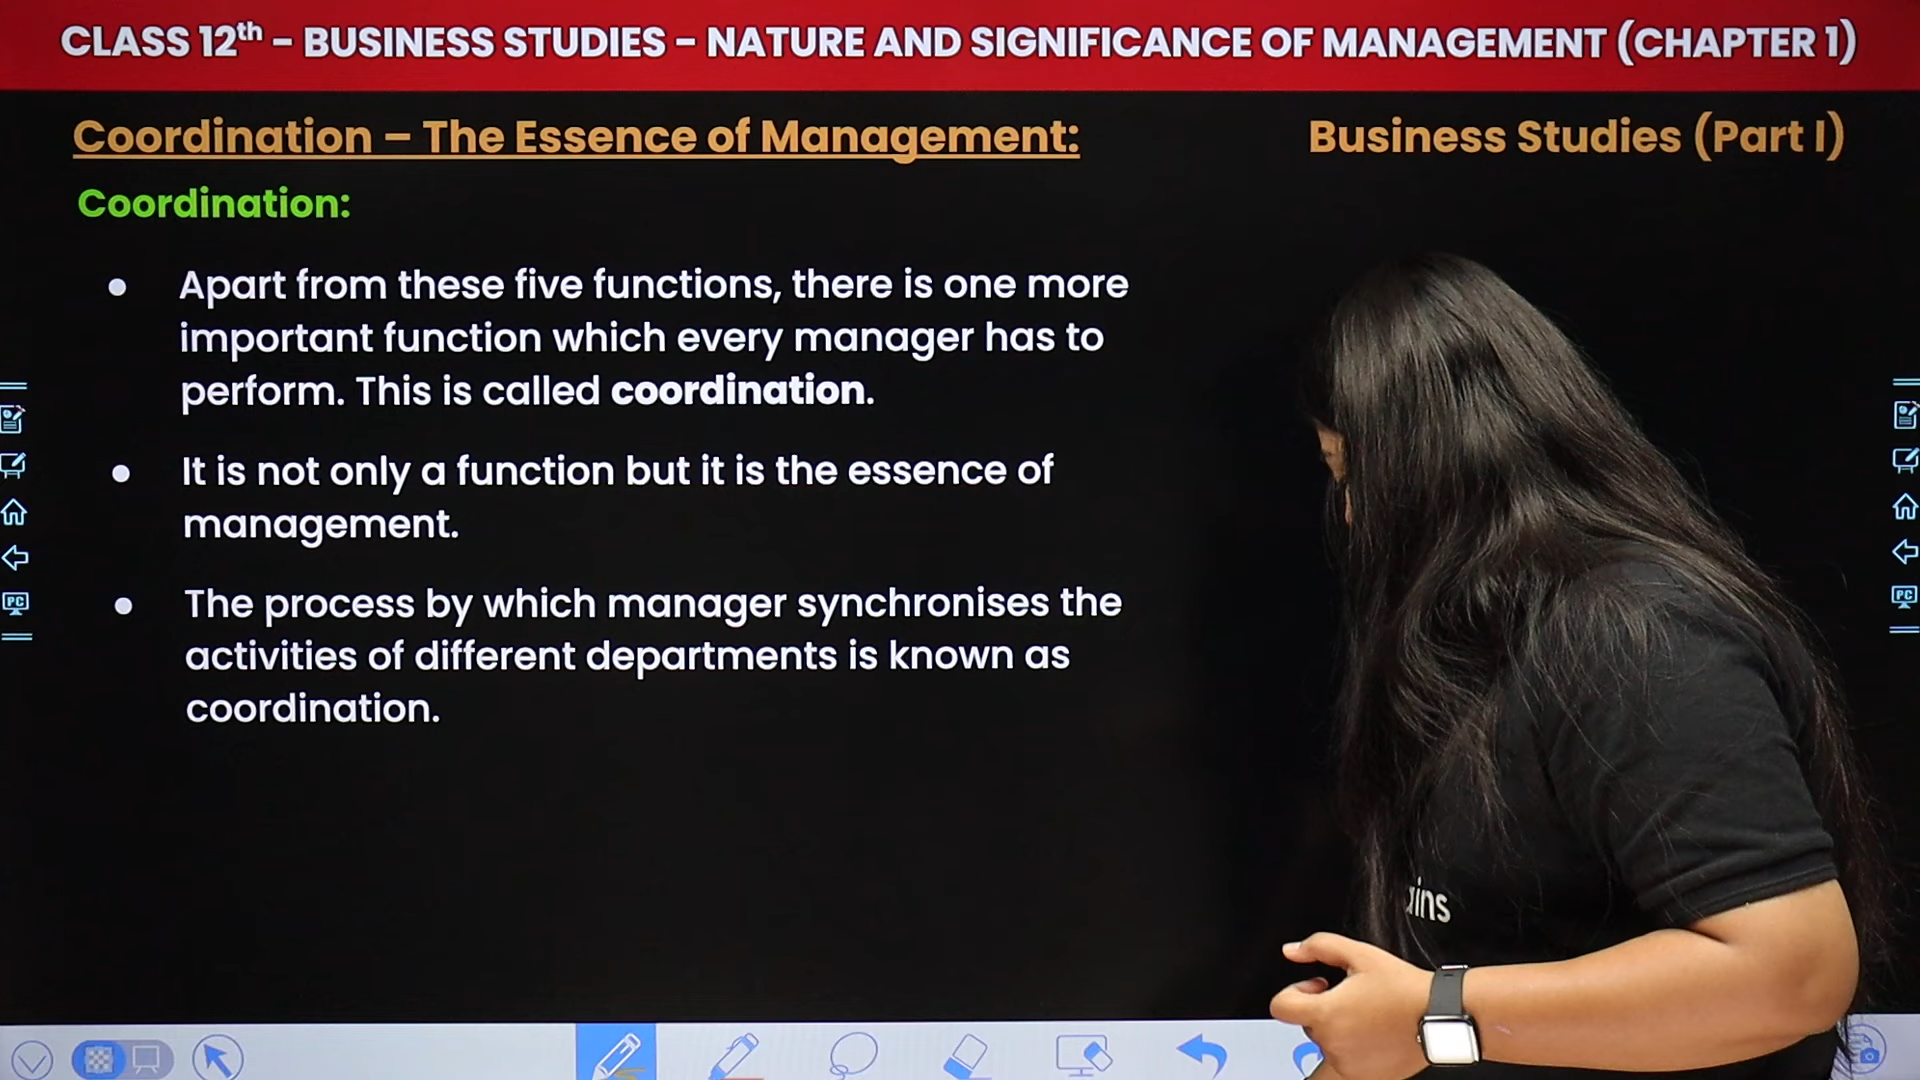 CLASS 12th - BUSINESS STUDIES - NATURE AND SIGNIFICANCE OF MANAGEMENT (CHAPTER 1)
Coordination – The Essence of Management:
Business Studies (Part I)
Coordination:
● Apart from these five functions, there is one more
important function which every manager has to
perform. This is called coordination.
● It is not only a function but it is the essence of
management.
● The process by which manager synchronises the
activities of different departments is known as
coordination.
PC
PC
ins